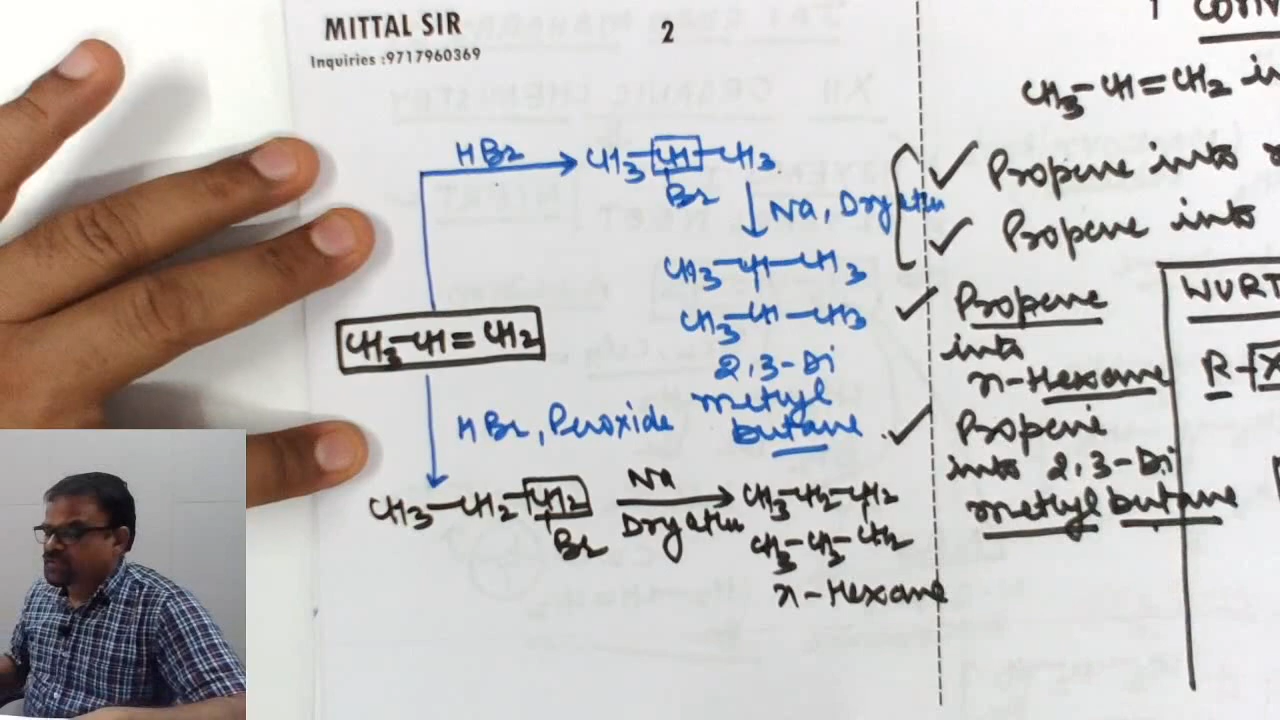 MITTAL SIR
Inquiries :9717960369
2
HBr
CH3-CH-CH3
Br
Na, Dry ether
CH3-CH-CH3
CH3-CH-CH3
2,3-Di
methyl
butane
CH3-CH=CH2
HBr, Peroxide
CH3-CH2-CH2
Br
Na
Dry ether
CH3-CH2-CH2
CH3-CH2-CH2
n-Hexane
CH3-CH=CH2 in
Propene into
Propene into
Propene
into
n-Hexane
Propene
into 2,3-Di
methyl butane
WURT
R-X